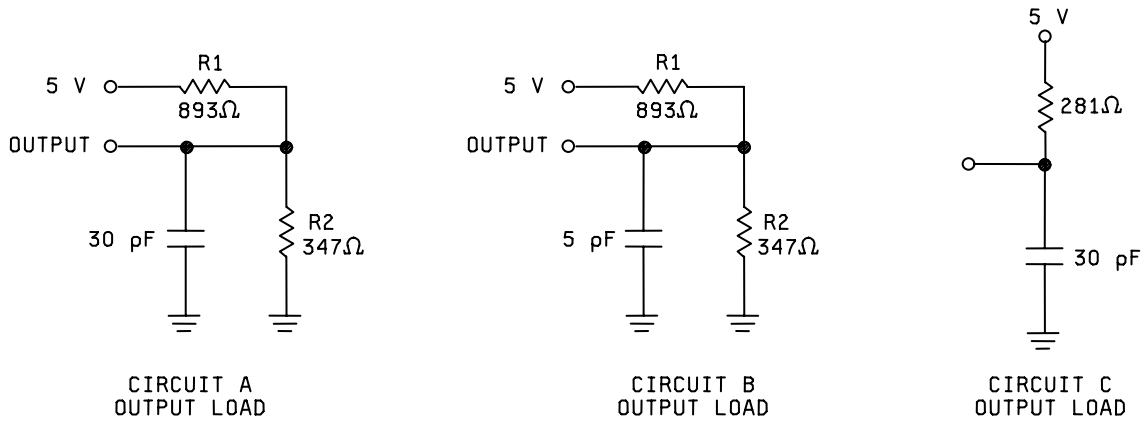 5 V
R1
893Ω
OUTPUT
30 pF
R2
347Ω
CIRCUIT A
OUTPUT LOAD
5 V
R1
893Ω
OUTPUT
5 pF
R2
347Ω
CIRCUIT B
OUTPUT LOAD
5 V
281Ω
30 pF
CIRCUIT C
OUTPUT LOAD